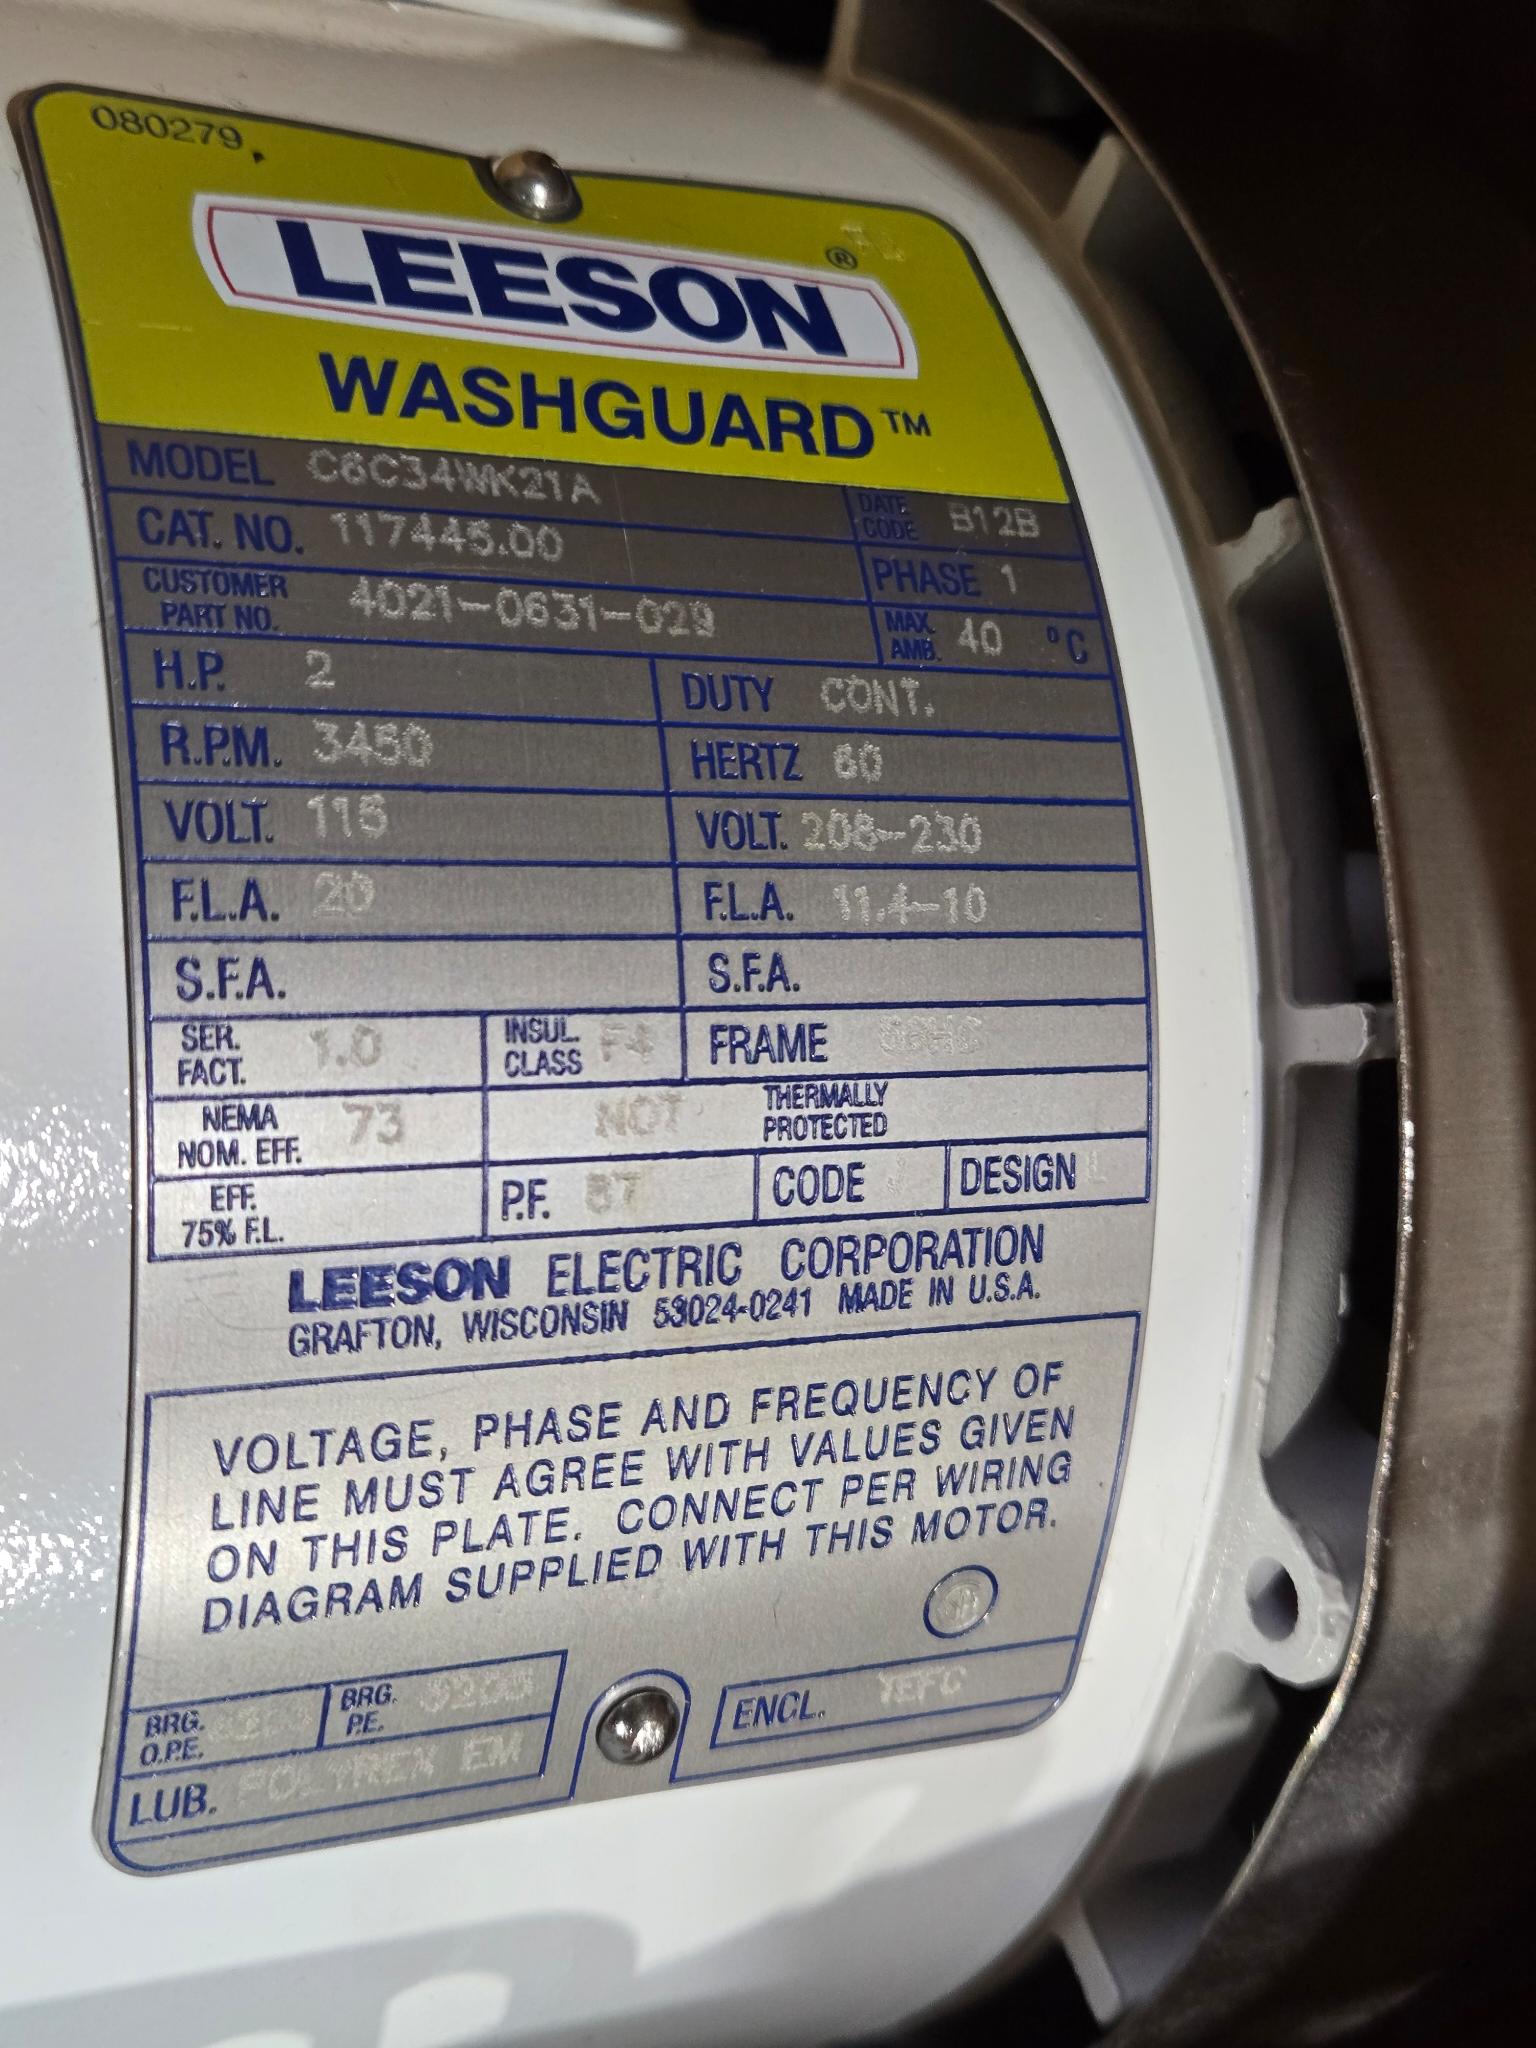 080279
LEESON ®
WASHGUARD™
MODEL C6C34WK21A
DATE CODE B12B
CAT. NO. 117445.00
PHASE 1
CUSTOMER PART NO. 4021-0631-029
MAX. AMB. 40 °C
H.P. 2
DUTY CONT.
R.P.M. 3450
HERTZ 60
VOLT. 115
VOLT. 208-230
F.L.A. 20
F.L.A. 11.4-10
S.F.A.
S.F.A.
SER. FACT. 1.0
INSUL. CLASS F4
FRAME
NEMA NOM. EFF. 73
NOT THERMALLY PROTECTED
EFF. 75% F.L.
P.F.
CODE
DESIGN L
LEESON ELECTRIC CORPORATION
GRAFTON, WISCONSIN 53024-0241 MADE IN U.S.A.
VOLTAGE, PHASE AND FREQUENCY OF
LINE MUST AGREE WITH VALUES GIVEN
ON THIS PLATE. CONNECT PER WIRING
DIAGRAM SUPPLIED WITH THIS MOTOR.
BRG. O.P.E.
BRG. P.E.
ENCL. TEFC
LUB. POLYREX EM